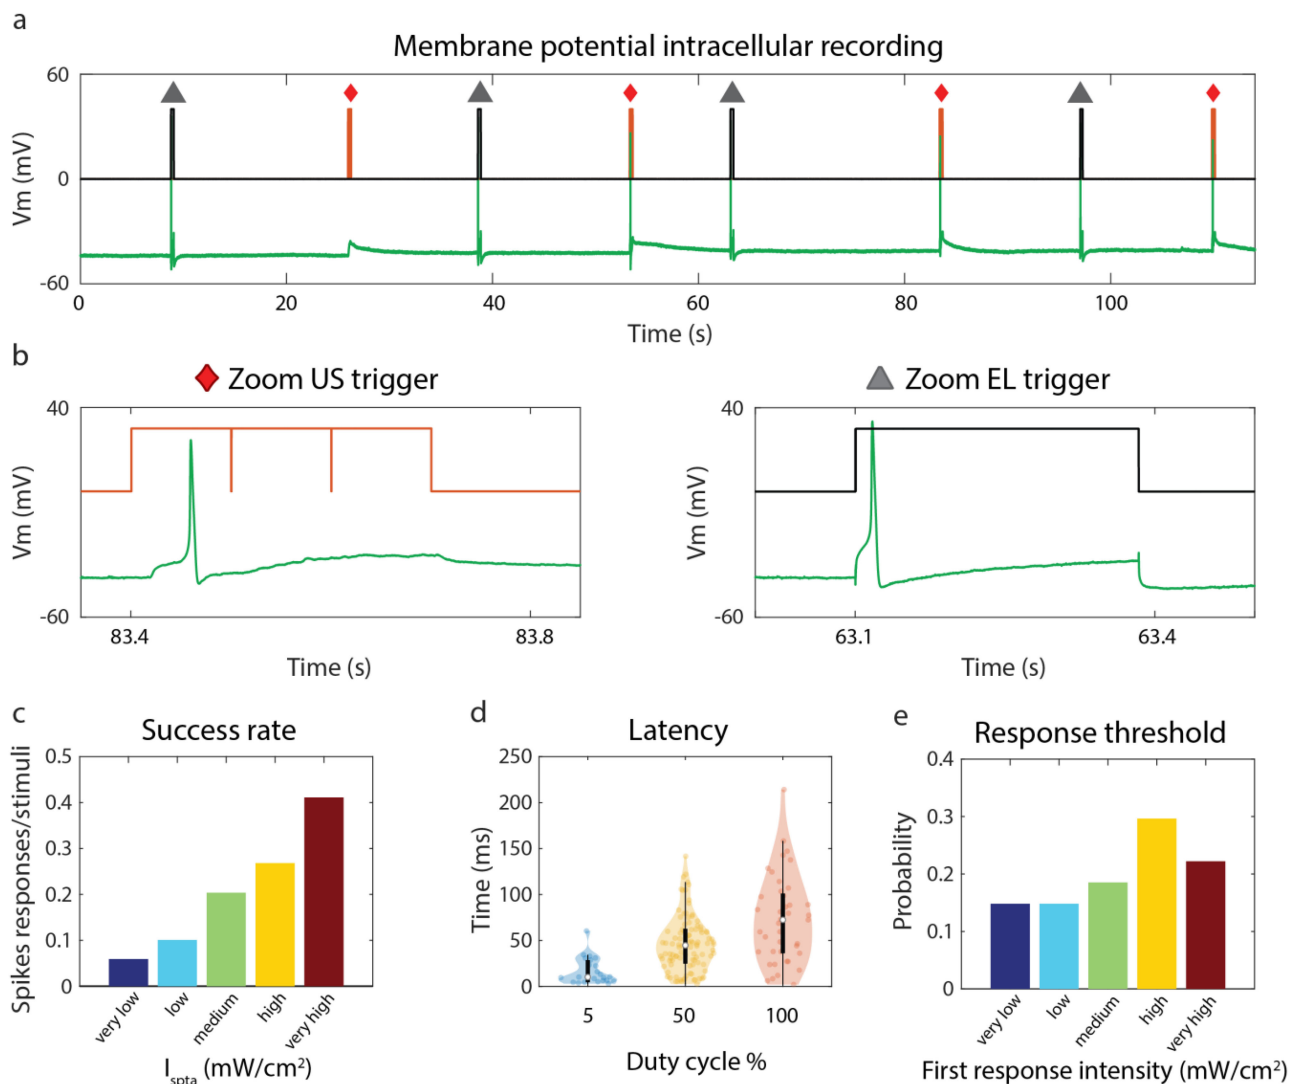 a
Membrane potential intracellular recording
60
0
-60
Vm (mV)
0 20 40 60 80 100
Time (s)
b
Zoom US trigger
40
-60
Vm (mV)
83.4 83.8
Time (s)
Zoom EL trigger
40
-60
Vm (mV)
63.1 63.4
Time (s)
c
Success rate
0.5
0.4
0.3
0.2
0.1
0
Spikes responses/stimuli
very low low medium high very high
Ispta (mW/cm²)
d
Latency
250
200
150
100
50
0
Time (ms)
5 50 100
Duty cycle %
e
Response threshold
0.4
0.3
0.2
0.1
0
Probability
very low low medium high very high
First response intensity (mW/cm²)